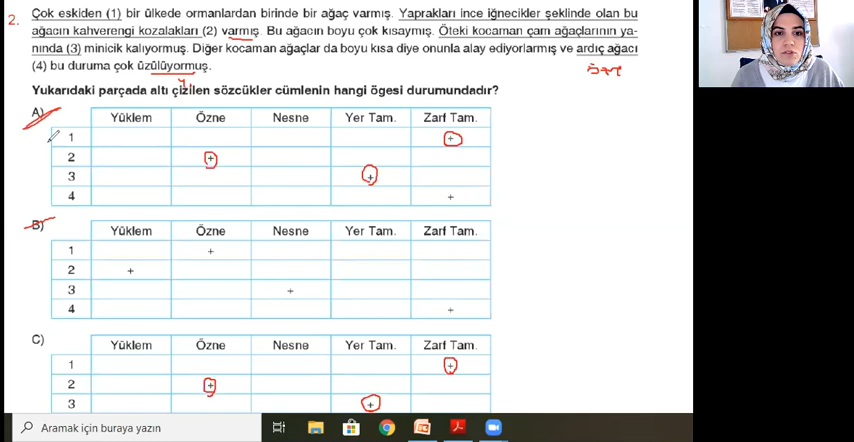 2. Çok eskiden (1) bir ülkede ormanlardan birinde bir ağaç varmış. Yaprakları ince iğnecikler şeklinde olan bu
ağacın kahverengi kozalakları (2) varmış. Bu ağacın boyu çok kısaymış. Öteki kocaman çam ağaçlarının ya-
nında (3) minicik kalıyormuş. Diğer kocaman ağaçlar da boyu kısa diye onunla alay ediyorlarmış ve ardıç ağacı
(4) bu duruma çok üzülüyormuş.
Yukarıdaki parçada altı çizilen sözcükler cümlenin hangi ögesi durumundadır?
A)
Yüklem Özne Nesne Yer Tam. Zarf Tam.
1 +
2 +
3 +
4 +
B)
Yüklem Özne Nesne Yer Tam. Zarf Tam.
1 +
2 +
3 +
4 +
C)
Yüklem Özne Nesne Yer Tam. Zarf Tam.
1 +
2 +
3 +
Aramak için buraya yazın